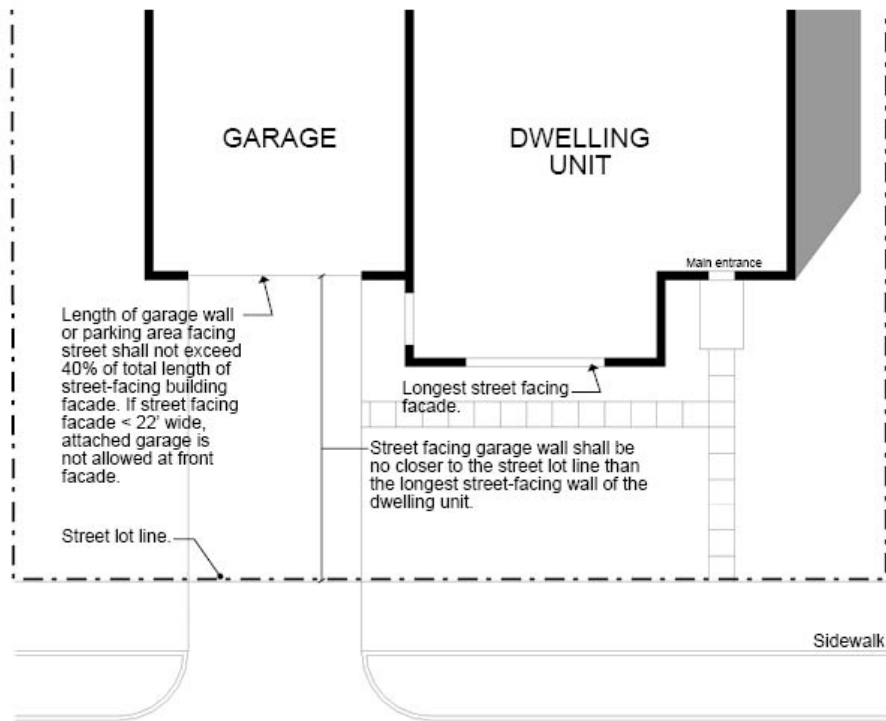 GARAGE
DWELLING
UNIT
Main entrance
Length of garage wall
or parking area facing
street shall not exceed
40% of total length of
street-facing building
facade. If street facing
facade < 22' wide,
attached garage is
not allowed at front
facade.
Longest street facing
facade.
Street facing garage wall shall be
no closer to the street lot line than
the longest street-facing wall of the
dwelling unit.
Street lot line.
Sidewalk